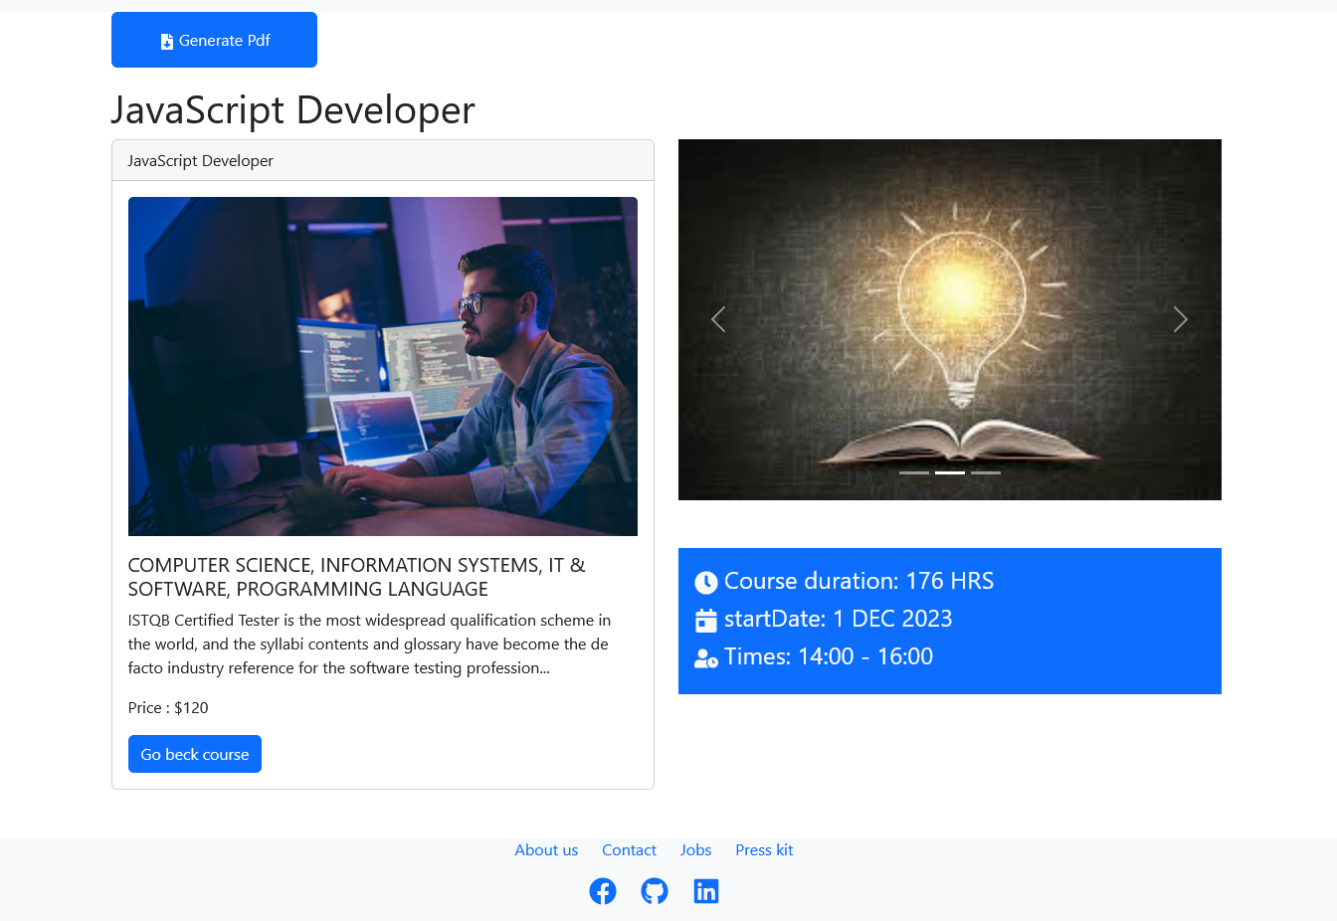 Generate Pdf
JavaScript Developer
JavaScript Developer
COMPUTER SCIENCE, INFORMATION SYSTEMS, IT &
SOFTWARE, PROGRAMMING LANGUAGE
ISTQB Certified Tester is the most widespread qualification scheme in
the world, and the syllabi contents and glossary have become the de
facto industry reference for the software testing profession...
Price : $120
Go beck course
Course duration: 176 HRS
startDate: 1 DEC 2023
Times: 14:00 - 16:00
About us Contact Jobs Press kit